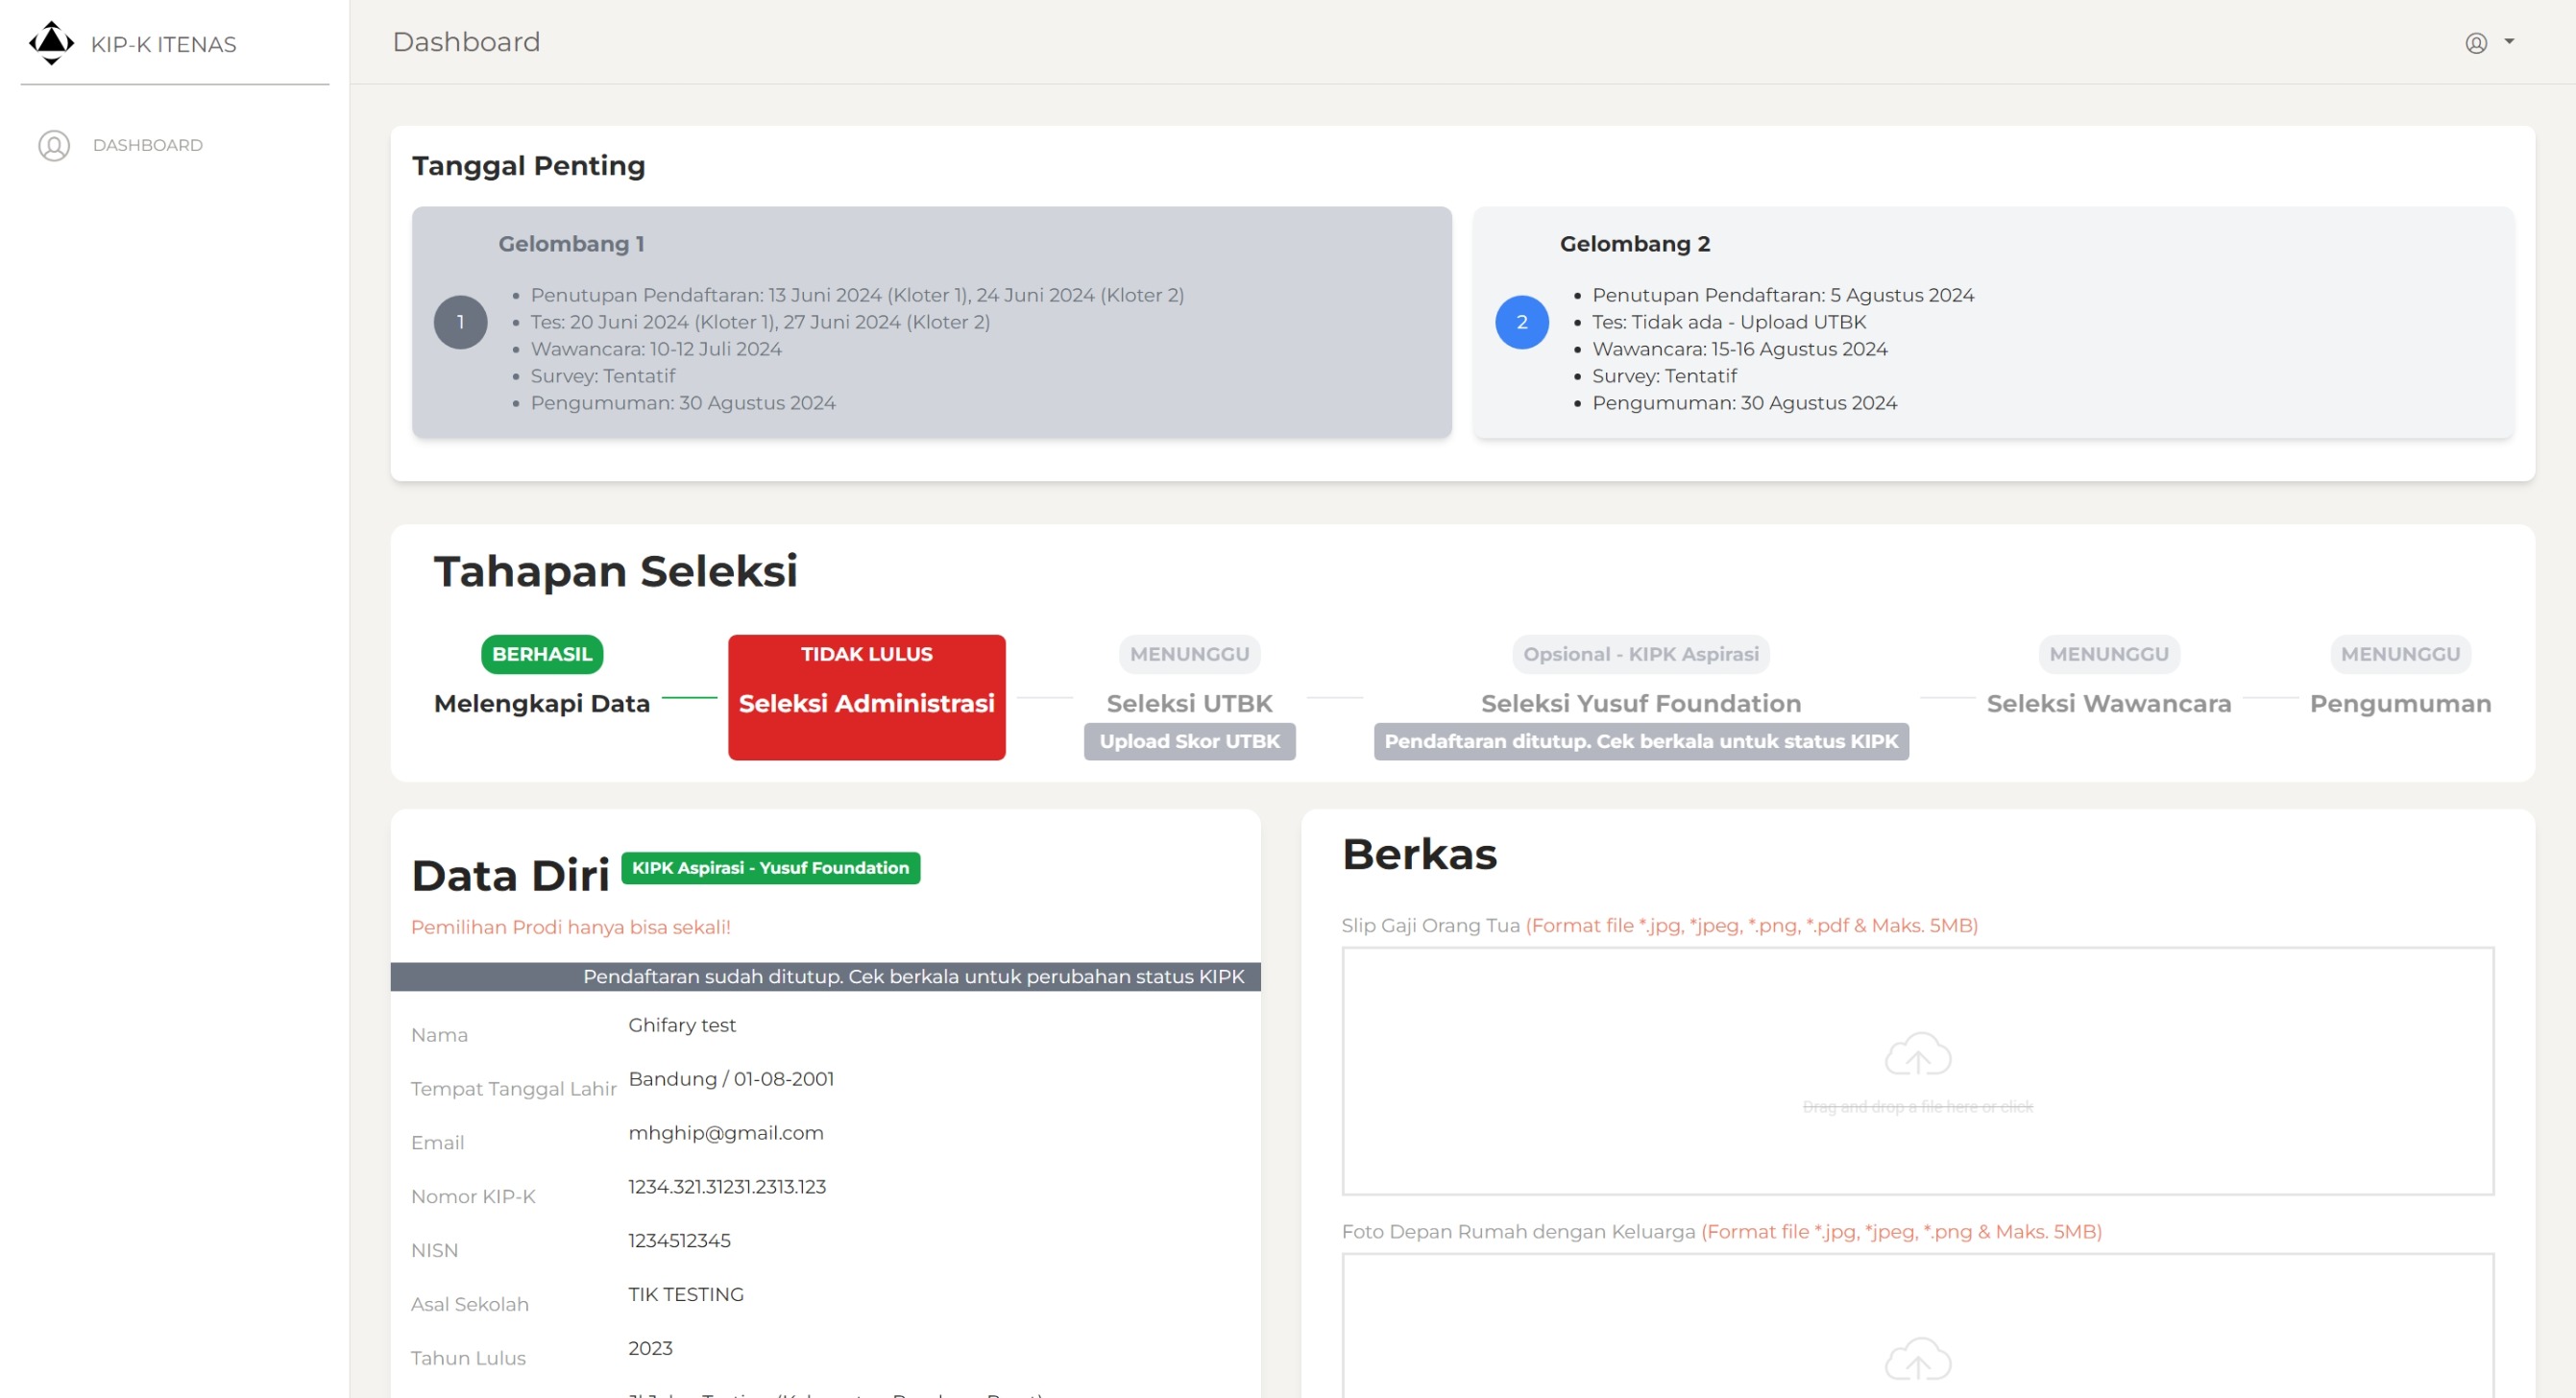 KIP-K ITENAS
DASHBOARD
Dashboard
Tanggal Penting
1
Gelombang 1
Penutupan Pendaftaran: 13 Juni 2024 (Kloter 1), 24 Juni 2024 (Kloter 2)
Tes: 20 Juni 2024 (Kloter 1), 27 Juni 2024 (Kloter 2)
Wawancara: 10-12 Juli 2024
Survey: Tentatif
Pengumuman: 30 Agustus 2024
2
Gelombang 2
Penutupan Pendaftaran: 5 Agustus 2024
Tes: Tidak ada - Upload UTBK
Wawancara: 15-16 Agustus 2024
Survey: Tentatif
Pengumuman: 30 Agustus 2024
Tahapan Seleksi
BERHASIL
Melengkapi Data
TIDAK LULUS
Seleksi Administrasi
MENUNGGU
Seleksi UTBK
Upload Skor UTBK
Opsional - KIPK Aspirasi
Seleksi Yusuf Foundation
Pendaftaran ditutup. Cek berkala untuk status KIPK
MENUNGGU
Seleksi Wawancara
MENUNGGU
Pengumuman
Data Diri KIPK Aspirasi - Yusuf Foundation
Pemilihan Prodi hanya bisa sekali!
Pendaftaran sudah ditutup. Cek berkala untuk perubahan status KIPK
Nama Ghifary test
Tempat Tanggal Lahir Bandung / 01-08-2001
Email mhghip@gmail.com
Nomor KIP-K 1234.321.31231.2313.123
NISN 1234512345
Asal Sekolah TIK TESTING
Tahun Lulus 2023
Berkas
Slip Gaji Orang Tua (Format file *.jpg, *jpeg, *.png, *.pdf & Maks. 5MB)
Drag and drop a file here or click
Foto Depan Rumah dengan Keluarga (Format file *.jpg, *jpeg, *.png & Maks. 5MB)